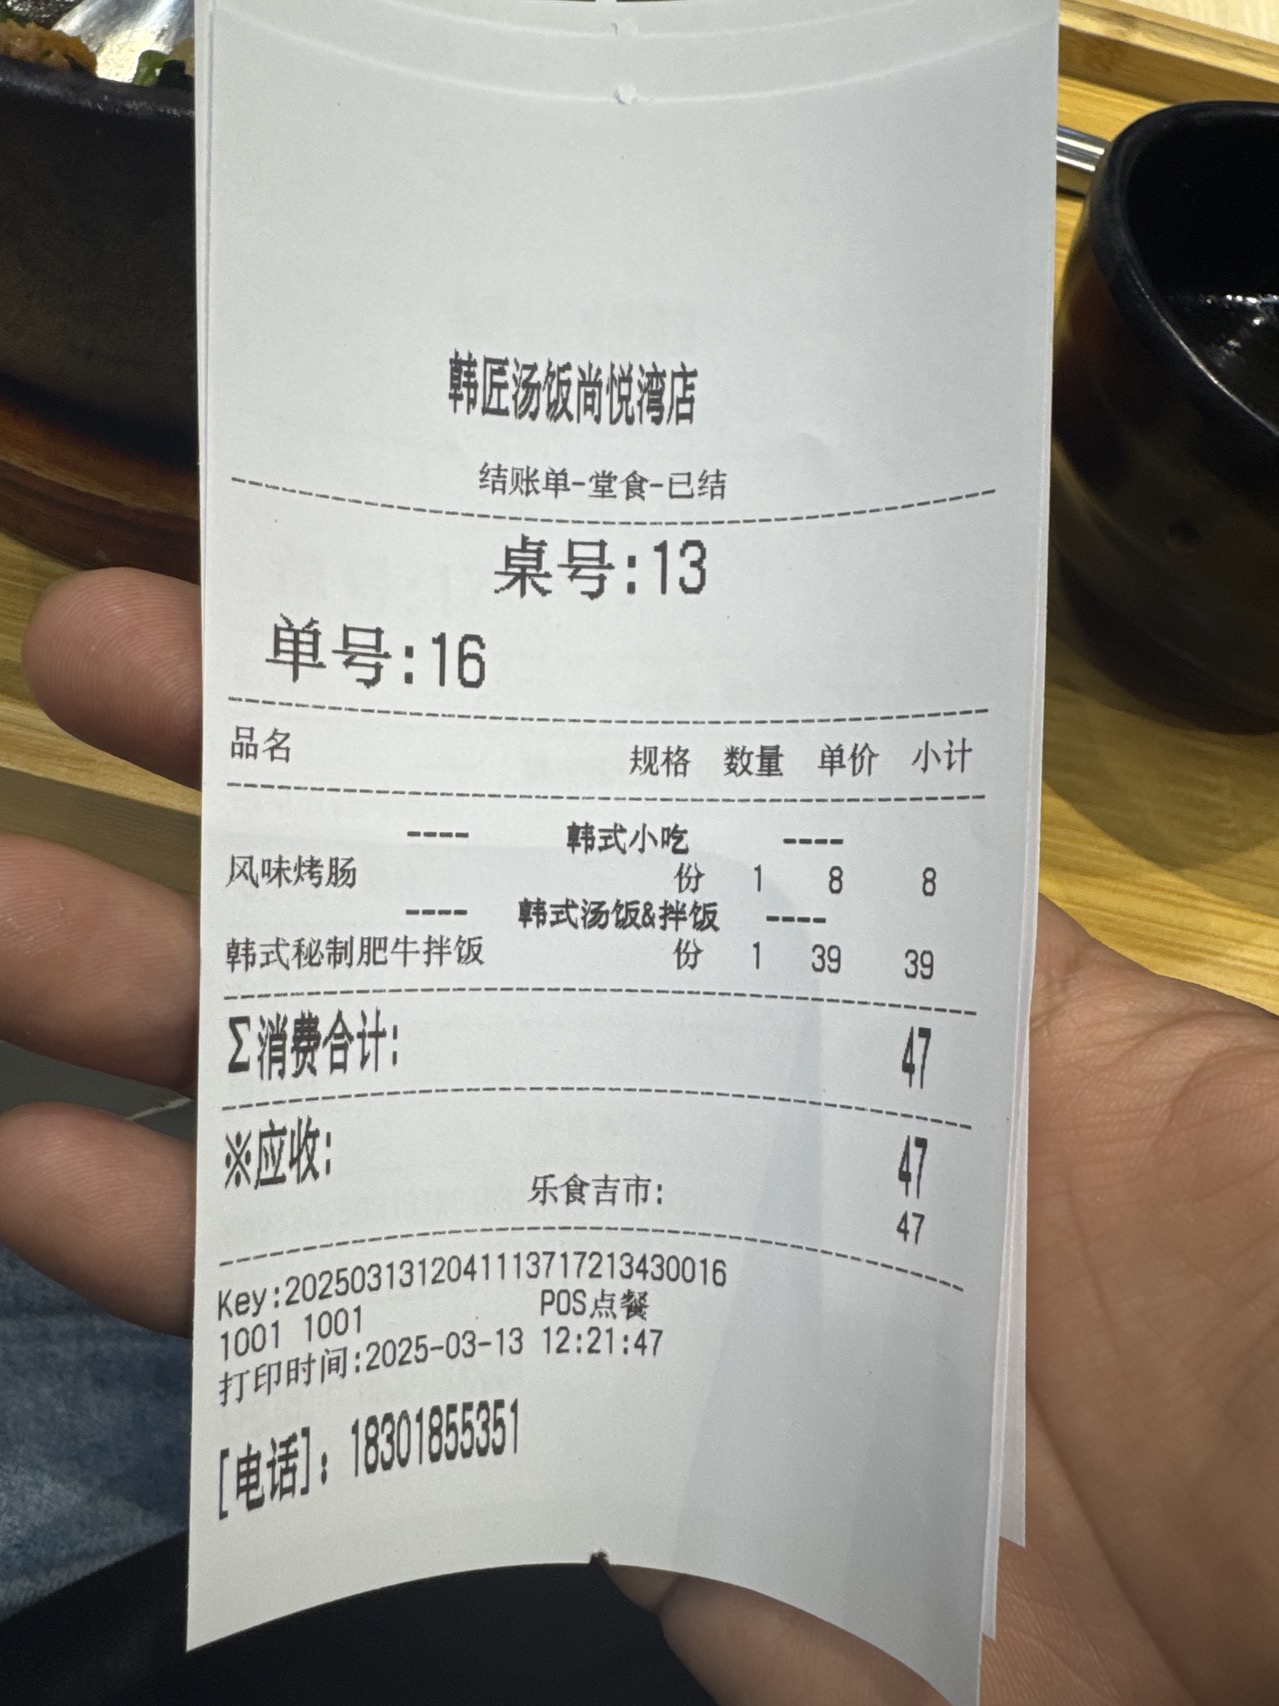 韩匠汤饭尚悦湾店
结账单-堂食-已结
桌号:13
单号:16
品名 规格 数量 单价 小计
---- 韩式小吃 ----
风味烤肠 份 1 8 8
---- 韩式汤饭&拌饭 ----
韩式秘制肥牛拌饭 份 1 39 39
Σ消费合计: 47
※应收: 47
乐食吉市: 47
Key:2025031312041113717213430016
1001 1001 POS点餐
打印时间:2025-03-13 12:21:47
[电话]: 18301855351